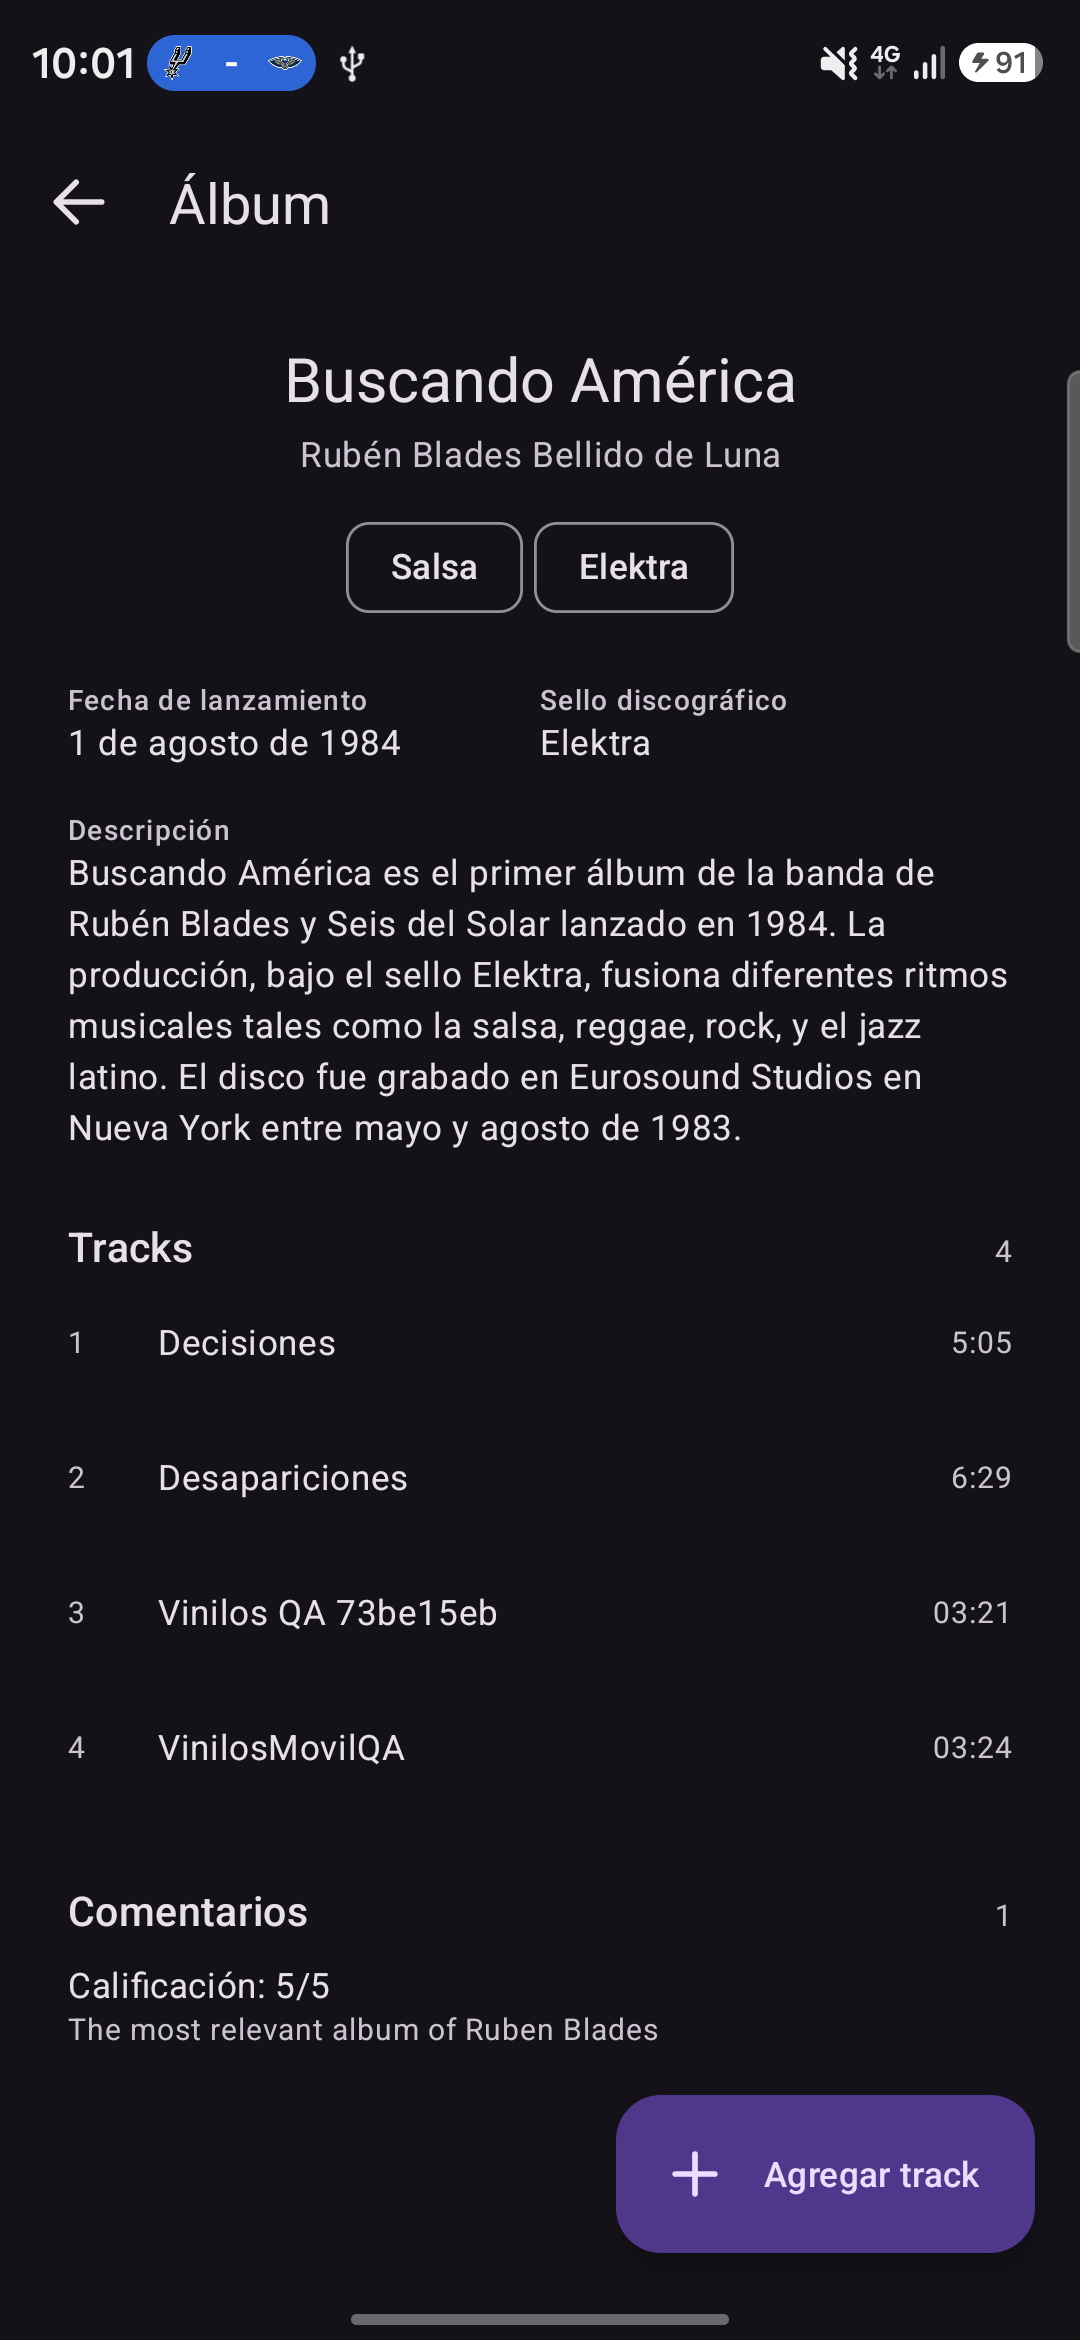 10:01 - 4G 91
Álbum
Buscando América
Rubén Blades Bellido de Luna
Salsa Elektra
Fecha de lanzamiento Sello discográfico
1 de agosto de 1984 Elektra
Descripción
Buscando América es el primer álbum de la banda de
Rubén Blades y Seis del Solar lanzado en 1984. La
producción, bajo el sello Elektra, fusiona diferentes ritmos
musicales tales como la salsa, reggae, rock, y el jazz
latino. El disco fue grabado en Eurosound Studios en
Nueva York entre mayo y agosto de 1983.
Tracks 4
1 Decisiones 5:05
2 Desapariciones 6:29
3 Vinilos QA 73be15eb 03:21
4 VinilosMovilQA 03:24
Comentarios 1
Calificación: 5/5
The most relevant album of Ruben Blades
Agregar track